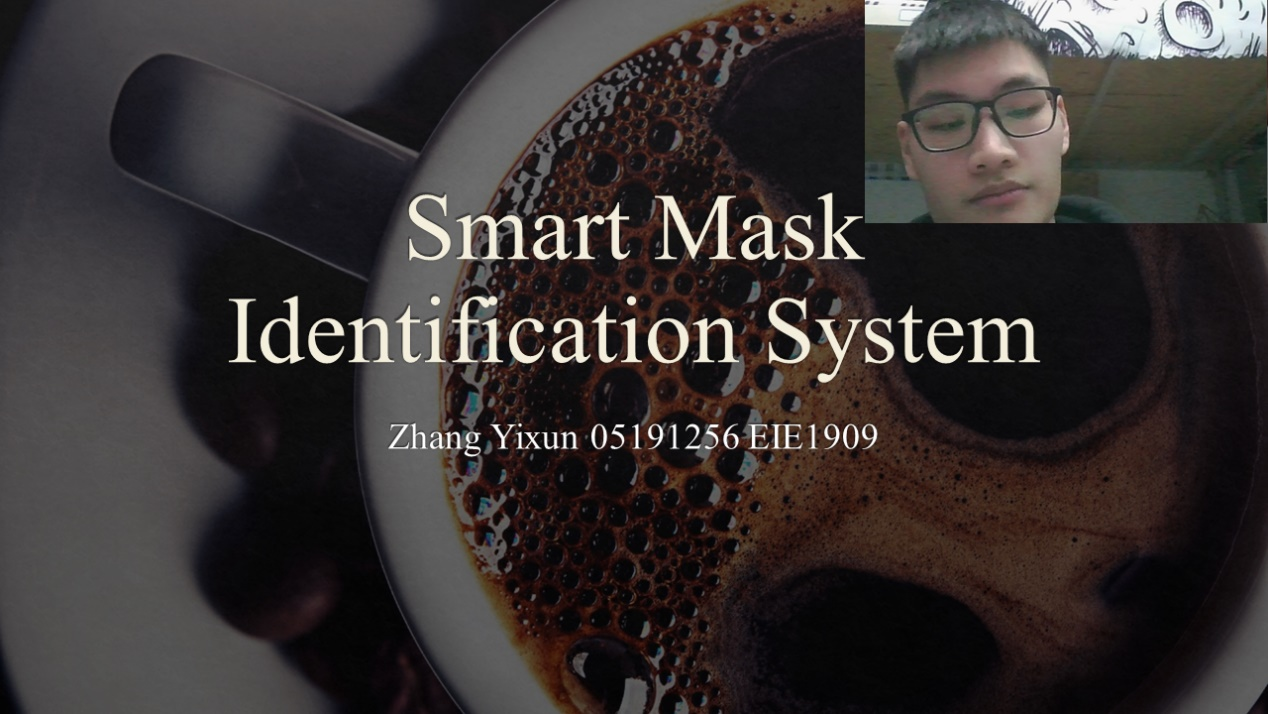 Smart Mask
Identification System
Zhang Yixun 05191256 EIE1909